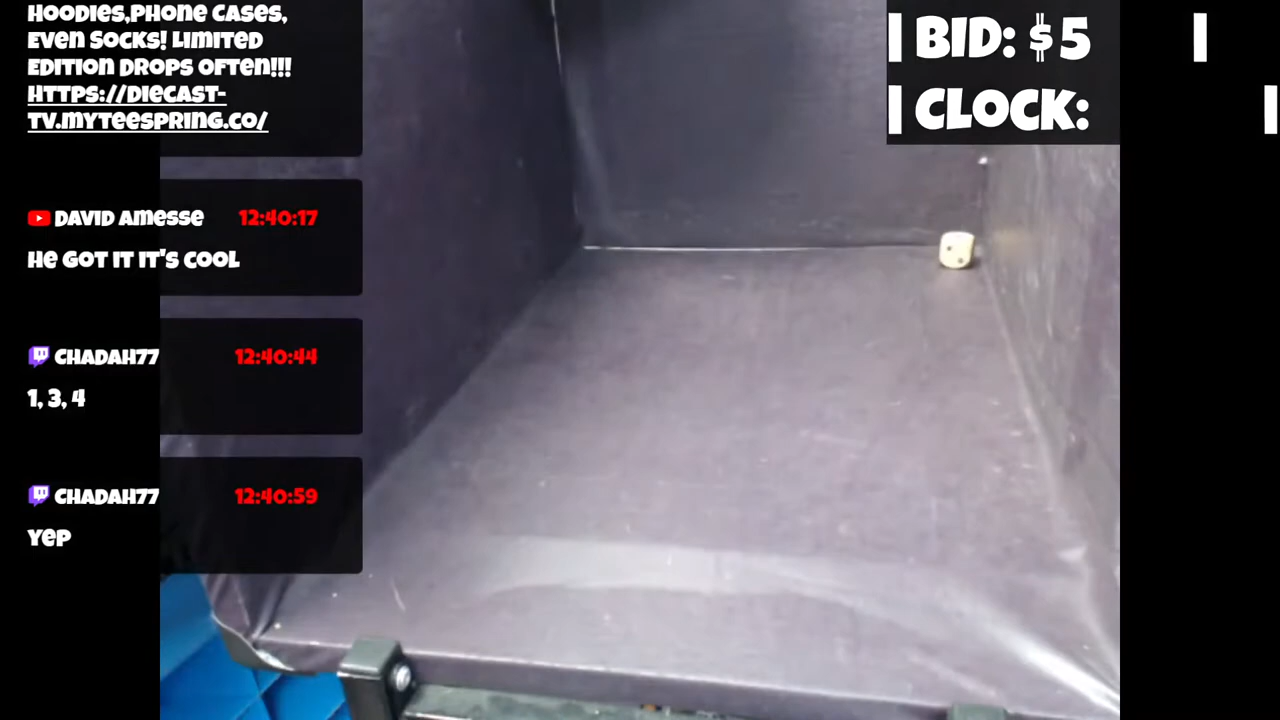 HOODIES,PHONE CASES,
EVEN SOCKS! LIMITED
EDITION DROPS OFTEN!!!
HTTPS://DIECAST-
TV.MYTEESPRING.CO/
DAVID AMESSE 12:40:17
HE GOT IT IT'S COOL
CHADAH77 12:40:44
1, 3, 4
CHADAH77 12:40:59
YEP
| BID: $5 |
| CLOCK: |